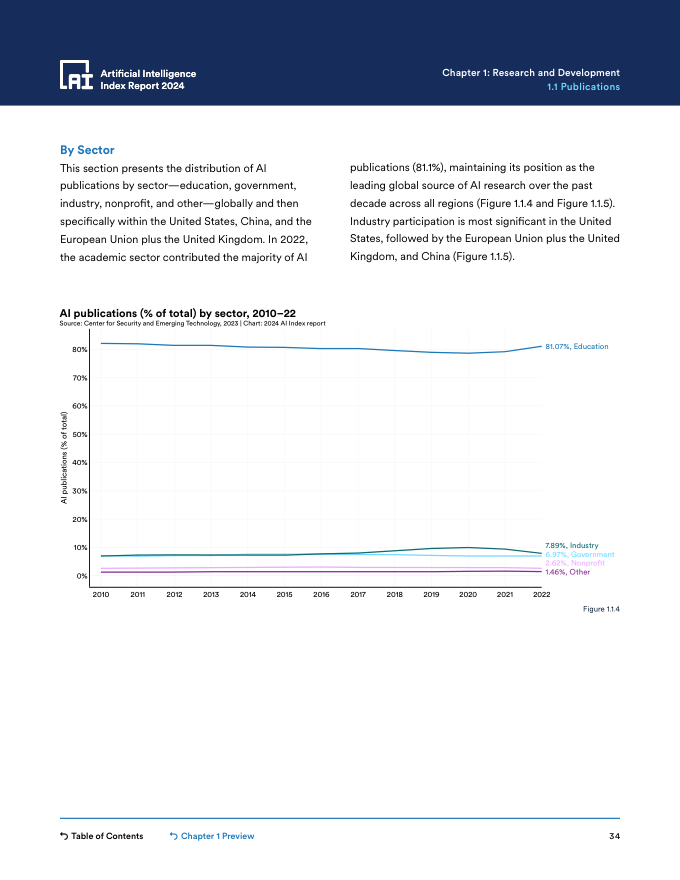 Artificial Intelligence
Index Report 2024
Chapter 1: Research and Development
1.1 Publications
By Sector
This section presents the distribution of AI
publications by sector—education, government,
industry, nonprofit, and other—globally and then
specifically within the United States, China, and the
European Union plus the United Kingdom. In 2022,
the academic sector contributed the majority of AI
publications (81.1%), maintaining its position as the
leading global source of AI research over the past
decade across all regions (Figure 1.1.4 and Figure 1.1.5).
Industry participation is most significant in the United
States, followed by the European Union plus the United
Kingdom, and China (Figure 1.1.5).
AI publications (% of total) by sector, 2010–22
Source: Center for Security and Emerging Technology, 2023 | Chart: 2024 AI Index report
AI publications (% of total)
80%
70%
60%
50%
40%
30%
20%
10%
0%
81.07%, Education
7.89%, Industry
6.97%, Government
2.62%, Nonprofit
1.46%, Other
2010 2011 2012 2013 2014 2015 2016 2017 2018 2019 2020 2021 2022
Figure 1.1.4
Table of Contents
Chapter 1 Preview
34